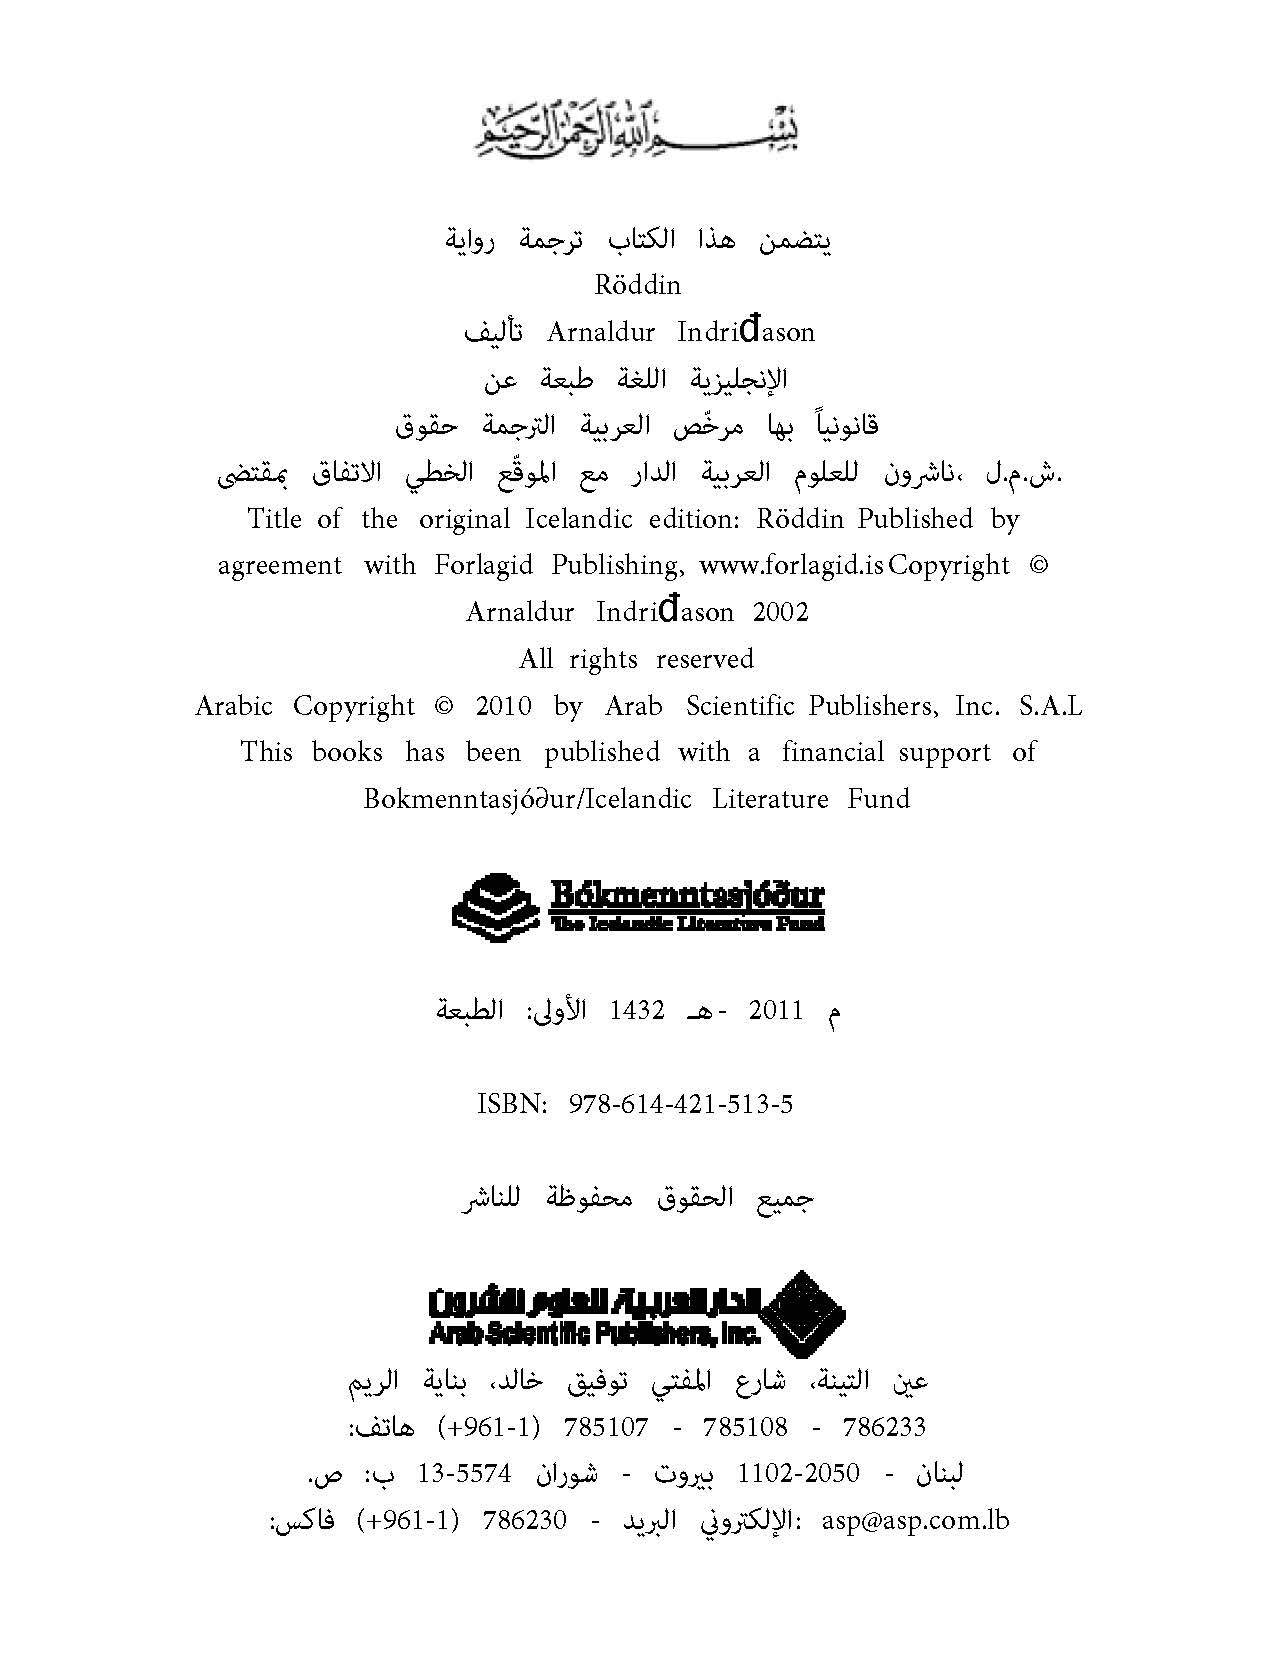 بسم الله الرحمن الرحيم
يتضمن هذا الكتاب ترجمة رواية
Röddin
تأليف Arnaldur Indriđason
عن طبعة اللغة الإنجليزية
حقوق الترجمة العربية مرخّص بها قانونياً
بمقتضى الاتفاق الخطي الموقّع مع الدار العربية للعلوم ناشرون، ش.م.ل.
Title of the original Icelandic edition: Röddin Published by
agreement with Forlagid Publishing, www.forlagid.is Copyright ©
Arnaldur Indriđason 2002
All rights reserved
Arabic Copyright © 2010 by Arab Scientific Publishers, Inc. S.A.L
This books has been published with a financial support of
Bokmenntasjó∂ur/Icelandic Literature Fund
Bókmenntasjóður
The Icelandic Literature Fund
الطبعة الأولى: 1432 هـ - 2011 م
ISBN: 978-614-421-513-5
جميع الحقوق محفوظة للناشر
الدار العربية للعلوم ناشرون
Arab Scientific Publishers, Inc.
عين التينة، شارع المفتي توفيق خالد، بناية الريم
هاتف: (+961-1) 785107 - 785108 - 786233
ص. ب: 13-5574 شوران - بيروت 1102-2050 - لبنان
فاكس: (+961-1) 786230 - البريد الإلكتروني: asp@asp.com.lb